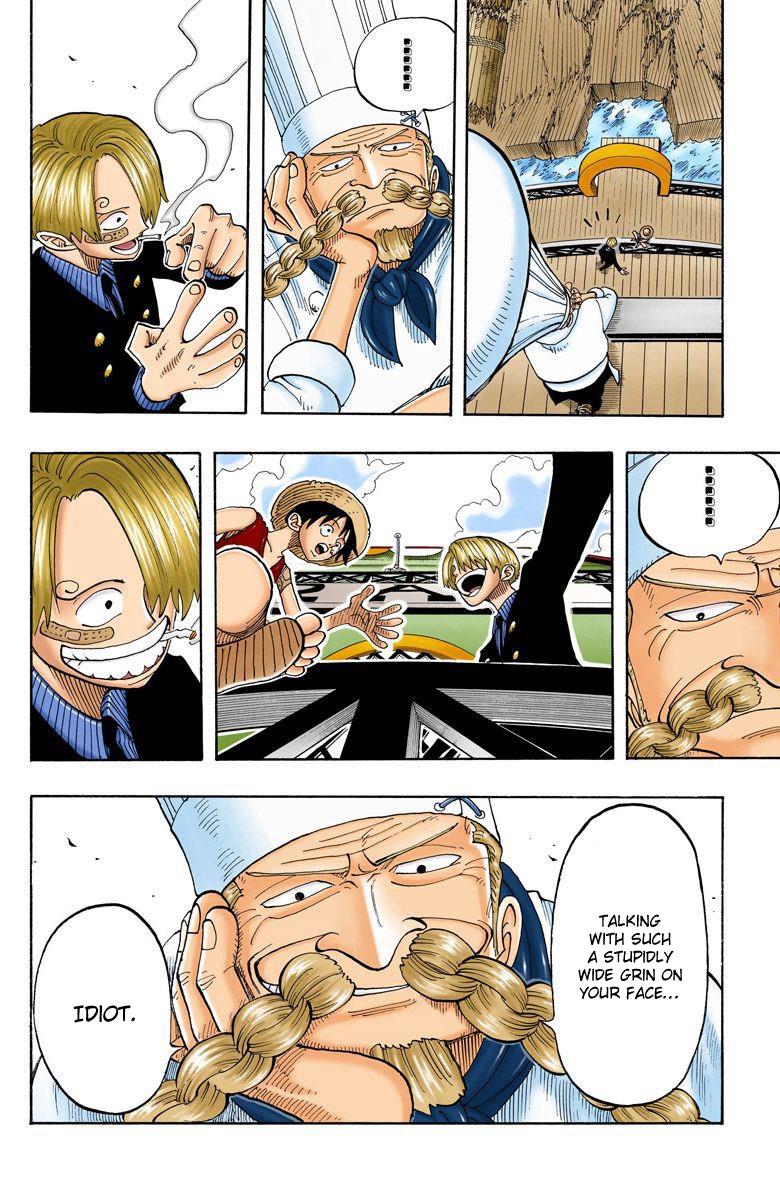 TALKING
WITH SUCH
A STUPIDLY
WIDE GRIN ON
YOUR FACE...
IDIOT.